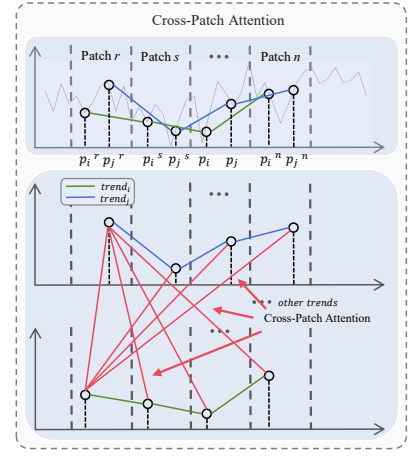 Cross-Patch Attention
Patch r Patch s ... Patch n
p_i^r p_j^r p_i^s p_j^s p_i p_j p_i^n p_j^n
trend_i
trend_j
...
... other trends
Cross-Patch Attention
...